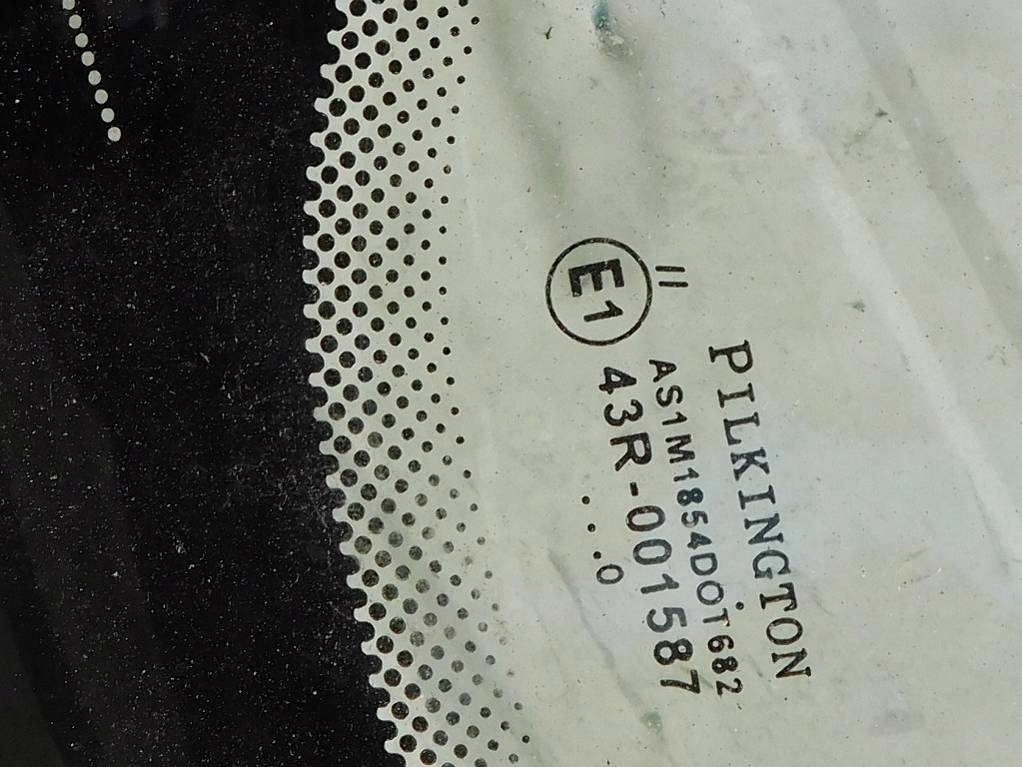 PILKINGTON
II
AS1M1854DOT682
E1
43R-001587
. . . 0